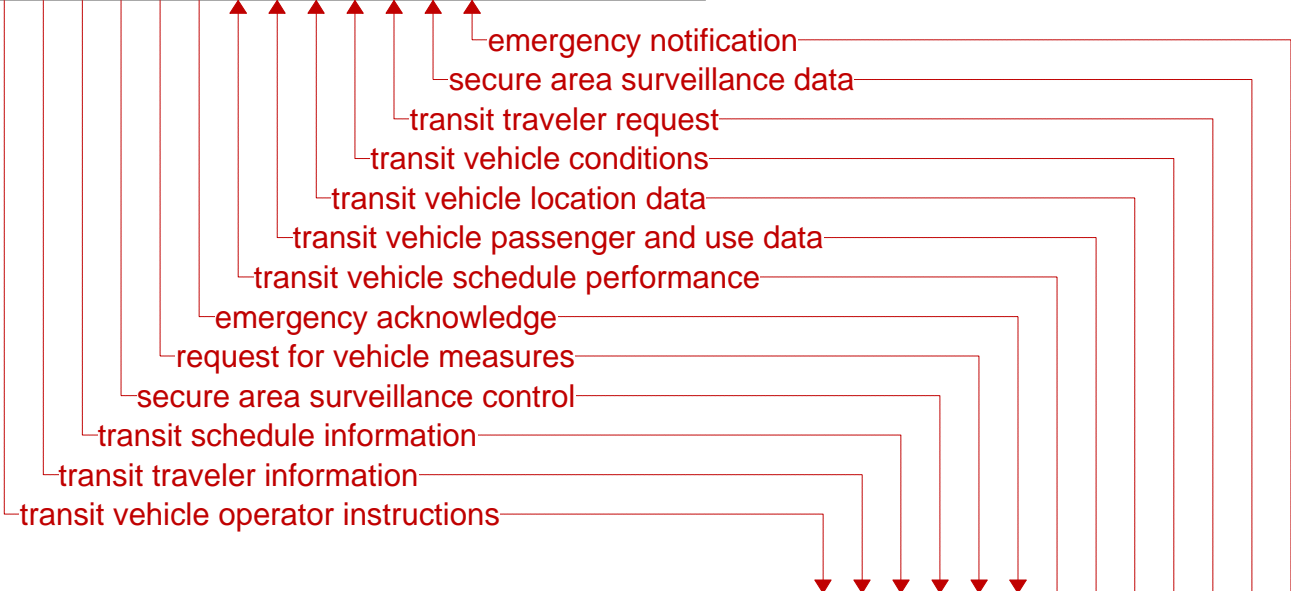 emergency notification
secure area surveillance data
transit traveler request
transit vehicle conditions
transit vehicle location data
transit vehicle passenger and use data
transit vehicle schedule performance
emergency acknowledge
request for vehicle measures
secure area surveillance control
transit schedule information
transit traveler information
transit vehicle operator instructions